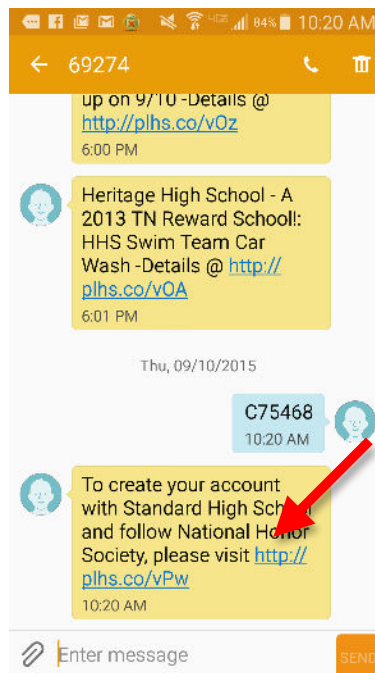 4G LTE 84% 10:20 AM
69274
up on 9/10 -Details @
http://plhs.co/vOz
6:00 PM
Heritage High School - A
2013 TN Reward School!:
HHS Swim Team Car
Wash -Details @ http://
plhs.co/vOA
6:01 PM
Thu, 09/10/2015
C75468
10:20 AM
To create your account
with Standard High School
and follow National Honor
Society, please visit http://
plhs.co/vPw
10:20 AM
Enter message
SEND